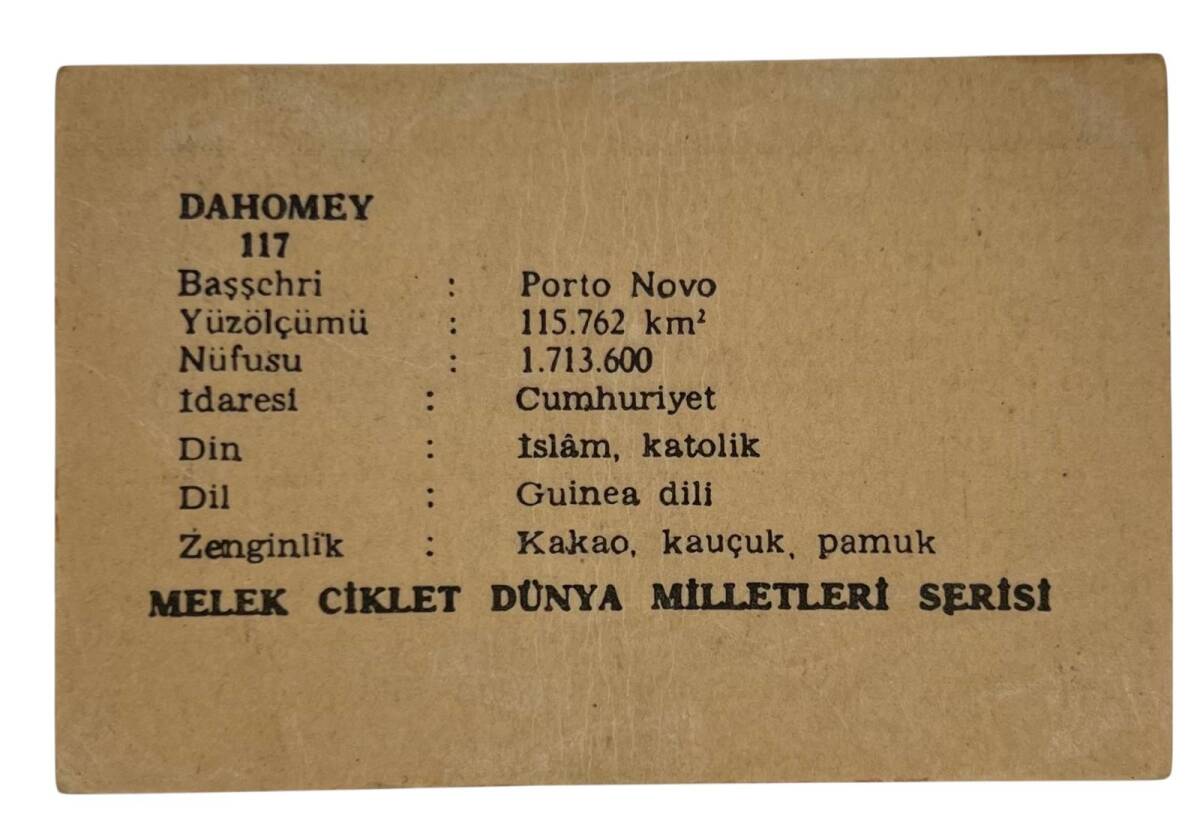 DAHOMEY
117
Başşehri : Porto Novo
Yüzölçümü : 115.762 km²
Nüfusu : 1.713.600
İdaresi : Cumhuriyet
Din : İslâm, katolik
Dil : Guinea dili
Zenginlik : Kakao, kauçuk, pamuk
MELEK CİKLET DÜNYA MİLLETLERİ SERİSİ